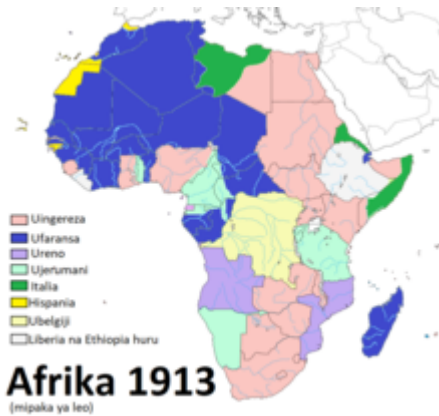 Uingereza
Ufaransa
Ureno
Ujerumani
Italia
Hispania
Ubelgiji
Liberia na Ethiopia huru
Afrika 1913
(mipaka ya leo)